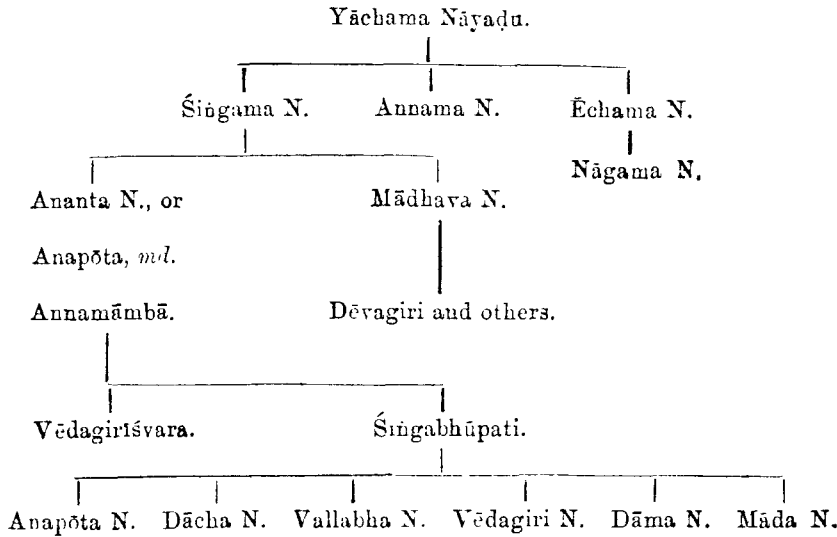 Yāchama Nāyaḍu.
Śiṅgama N. Annama N. Ēchama N.
Nāgama N.
Ananta N., or Mādhava N.
Anapōta, md.
Annamāmbā. Dēvagiri and others.
Vēdagirīśvara. Śiṅgabhūpati.
Anapōta N. Dācha N. Vallabha N. Vēdagiri N. Dāma N. Māda N.